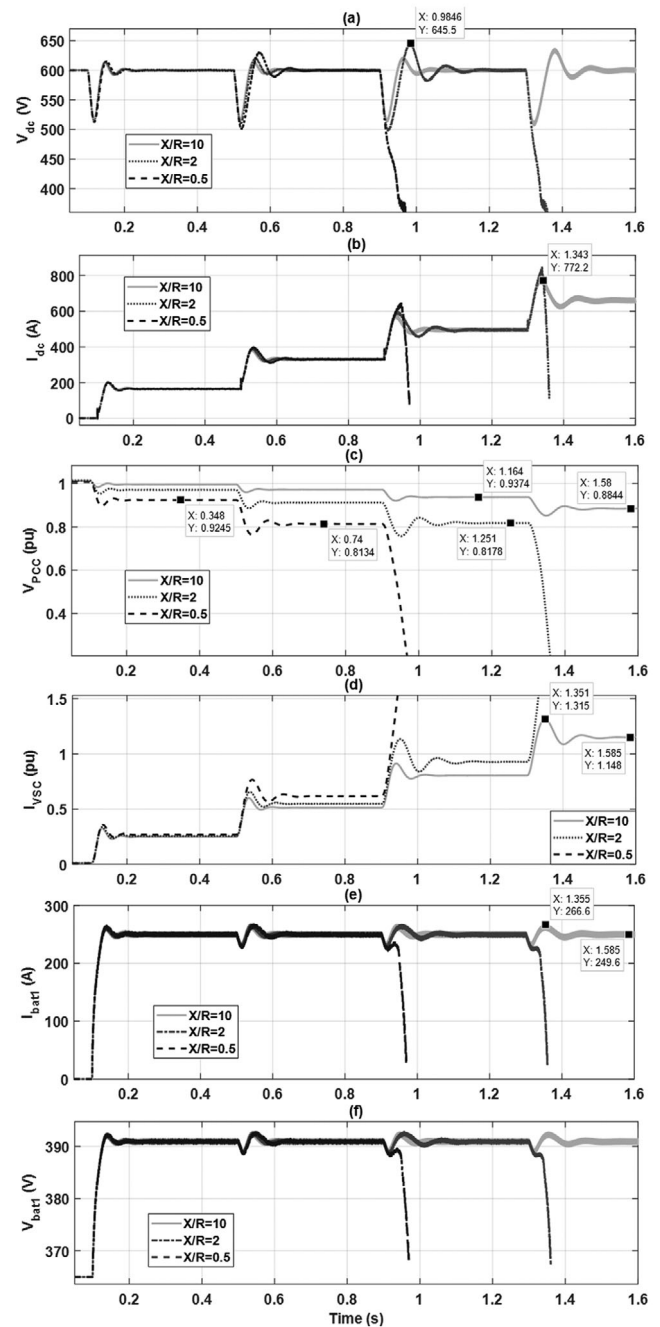 (a)
X: 0.9846
Y: 645.5
650
600
550
500
450
400
V_dc (V)
X/R=10
X/R=2
X/R=0.5
0.2 0.4 0.6 0.8 1 1.2 1.4 1.6
(b)
X: 1.343
Y: 772.2
800
600
400
200
0
I_dc (A)
X/R=10
X/R=2
X/R=0.5
0.2 0.4 0.6 0.8 1 1.2 1.4 1.6
(c)
X: 1.164
Y: 0.9374
X: 1.58
Y: 0.8844
X: 0.348
Y: 0.9245
X: 0.74
Y: 0.8134
X: 1.251
Y: 0.8178
1
0.8
0.6
0.4
V_PCC (pu)
X/R=10
X/R=2
X/R=0.5
0.2 0.4 0.6 0.8 1 1.2 1.4 1.6
(d)
X: 1.351
Y: 1.315
X: 1.585
Y: 1.148
1.5
1
0.5
0
I_VSC (pu)
X/R=10
X/R=2
X/R=0.5
0.2 0.4 0.6 0.8 1 1.2 1.4 1.6
(e)
X: 1.355
Y: 266.6
X: 1.585
Y: 249.6
300
200
100
0
I_bat1 (A)
X/R=10
X/R=2
X/R=0.5
0.2 0.4 0.6 0.8 1 1.2 1.4 1.6
(f)
390
370
350
V_bat1 (V)
X/R=10
X/R=2
X/R=0.5
0.2 0.4 0.6 0.8 1 1.2 1.4 1.6
Time (s)